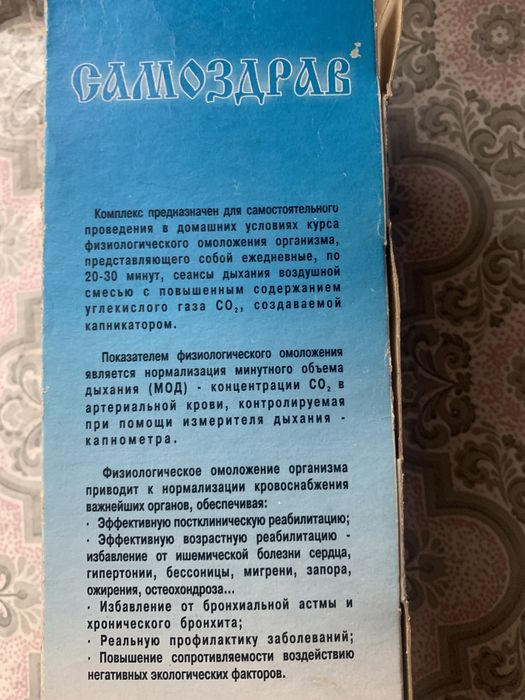 САМОЗДРАВ
Комплекс предназначен для самостоятельного
проведения в домашних условиях курса
физиологического омоложения организма,
представляющего собой ежедневные, по
20-30 минут, сеансы дыхания воздушной
смесью с повышенным содержанием
углекислого газа CO₂, создаваемой
капникатором.
Показателем физиологического омоложения
является нормализация минутного объема
дыхания (МОД) - концентрации CO₂ в
артериальной крови, контролируемая
при помощи измерителя дыхания -
капнометра.
Физиологическое омоложение организма
приводит к нормализации кровоснабжения
важнейших органов, обеспечивая:
· Эффективную постклиническую реабилитацию;
· Эффективную возрастную реабилитацию -
избавление от ишемической болезни сердца,
гипертонии, бессоницы, мигрени, запора,
ожирения, остеохондроза...
· Избавление от бронхиальной астмы и
хронического бронхита;
· Реальную профилактику заболеваний;
· Повышение сопротивляемости воздействию
негативных экологических факторов.